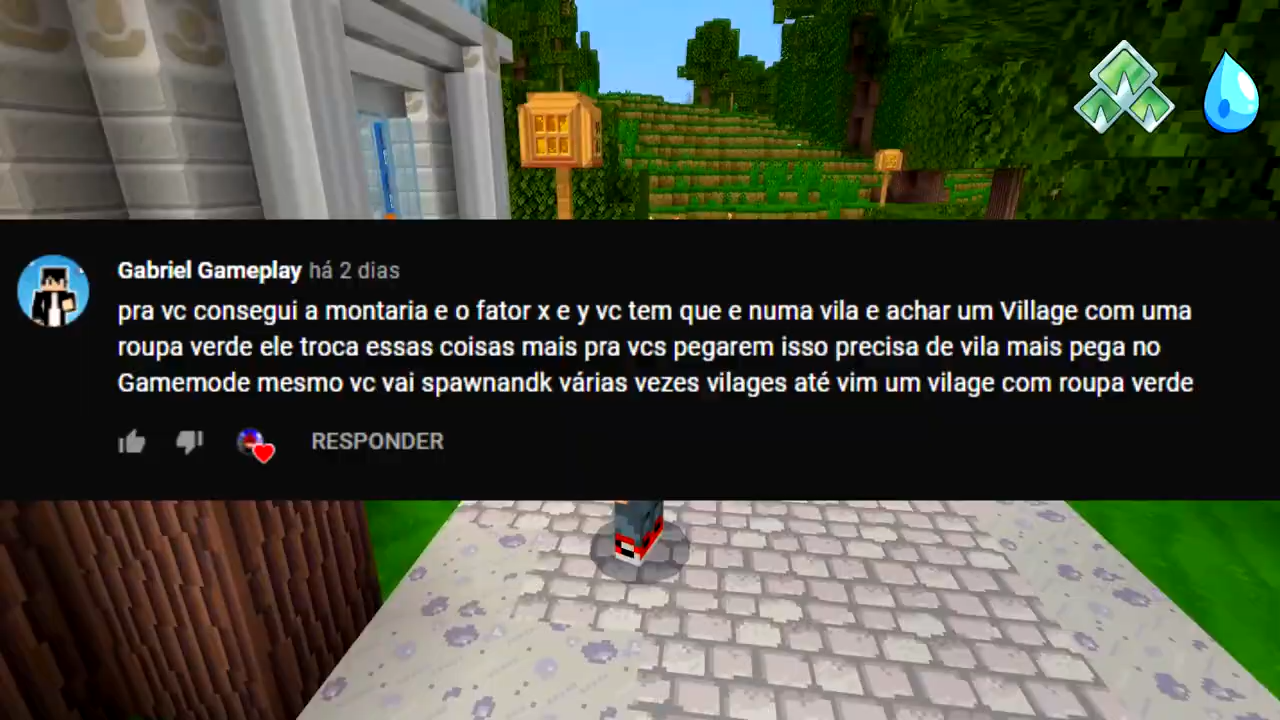 Gabriel Gameplay há 2 dias
pra vc consegui a montaria e o fator x e y vc tem que e numa vila e achar um Village com uma
roupa verde ele troca essas coisas mais pra vcs pegarem isso precisa de vila mais pega no
Gamemode mesmo vc vai spawnandk várias vezes vilages até vim um vilage com roupa verde
RESPONDER